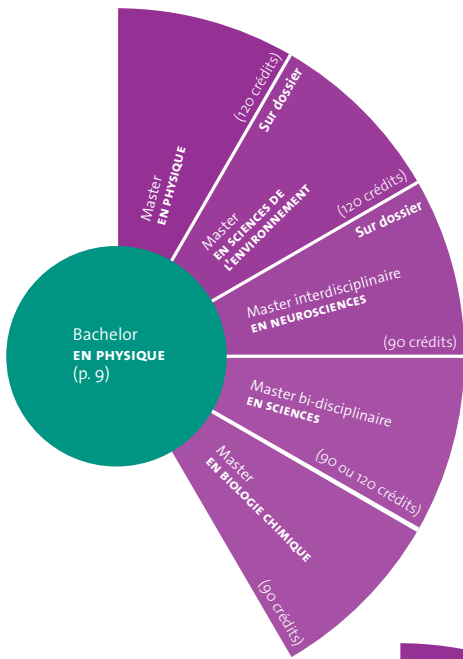 Bachelor
EN PHYSIQUE
(p. 9)
Master
EN PHYSIQUE
(120 crédits)
Sur dossier
Master
EN SCIENCES DE
L'ENVIRONNEMENT
(120 crédits)
Sur dossier
Master interdisciplinaire
EN NEUROSCIENCES
(90 crédits)
Master bi-disciplinaire
EN SCIENCES
(90 ou 120 crédits)
Master
EN BIOLOGIE CHIMIQUE
(90 crédits)